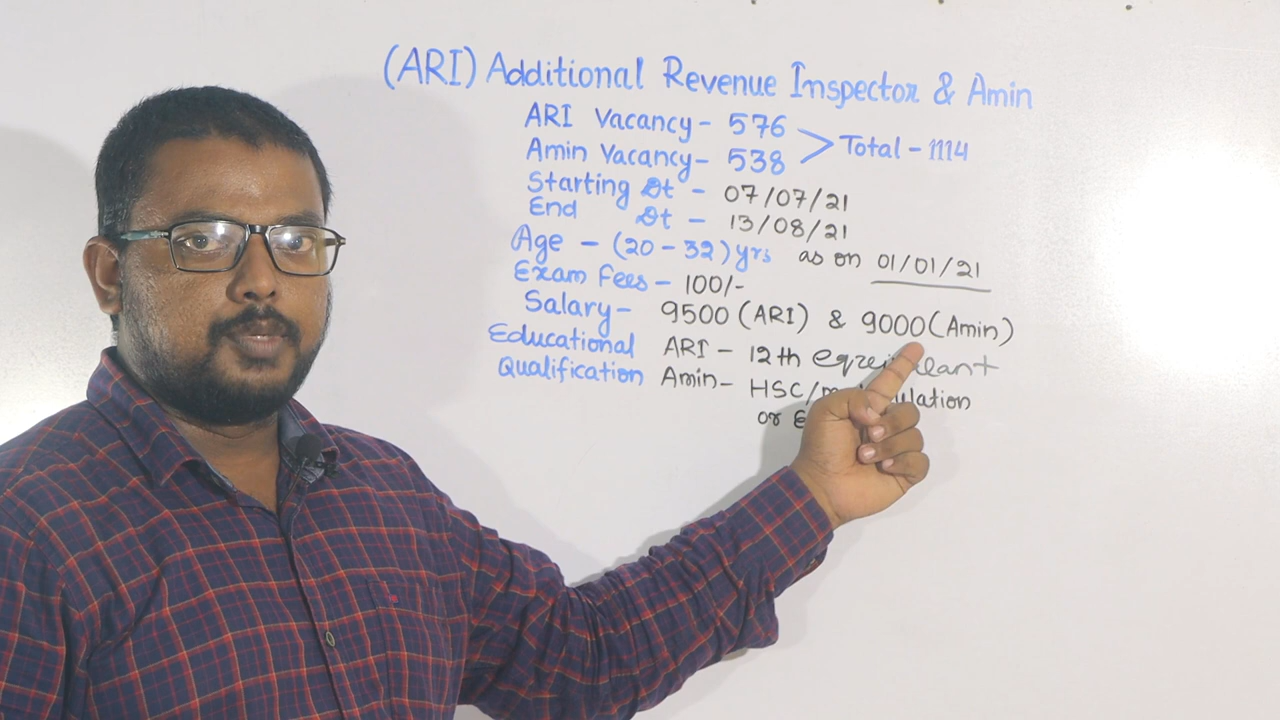 (ARI) Additional Revenue Inspector & Amin
ARI Vacancy - 576
Amin Vacancy - 538
> Total - 1114
Starting Dt - 07/07/21
End Dt - 13/08/21
Age - (20-32) yrs as on 01/01/21
Exam Fees - 100/-
Salary - 9500 (ARI) & 9000 (Amin)
Educational Qualification
ARI - 12th
Amin - HSC/
or